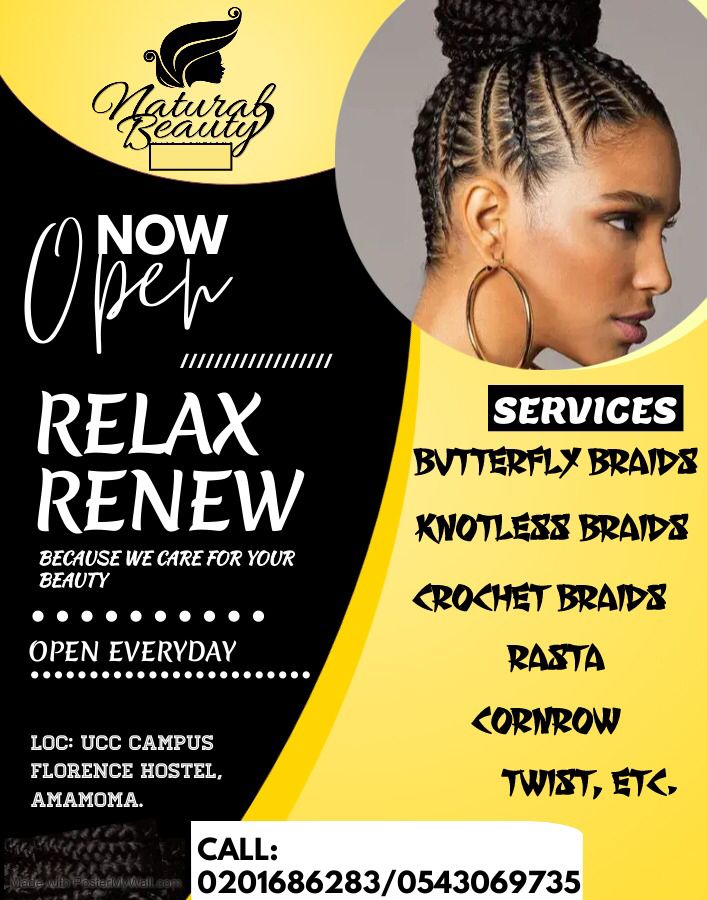 Natural
Beauty
NOW
Open
RELAX
RENEW
BECAUSE WE CARE FOR YOUR
BEAUTY
OPEN EVERYDAY
LOC: UCC CAMPUS
FLORENCE HOSTEL,
AMAMOMA.
SERVICES
BUTTERFLY BRAIDS
KNOTLESS BRAIDS
CROCHET BRAIDS
RASTA
CORNROW
TWIST, ETC.
CALL:
0201686283/0543069735
Made with PosterMyWall.com